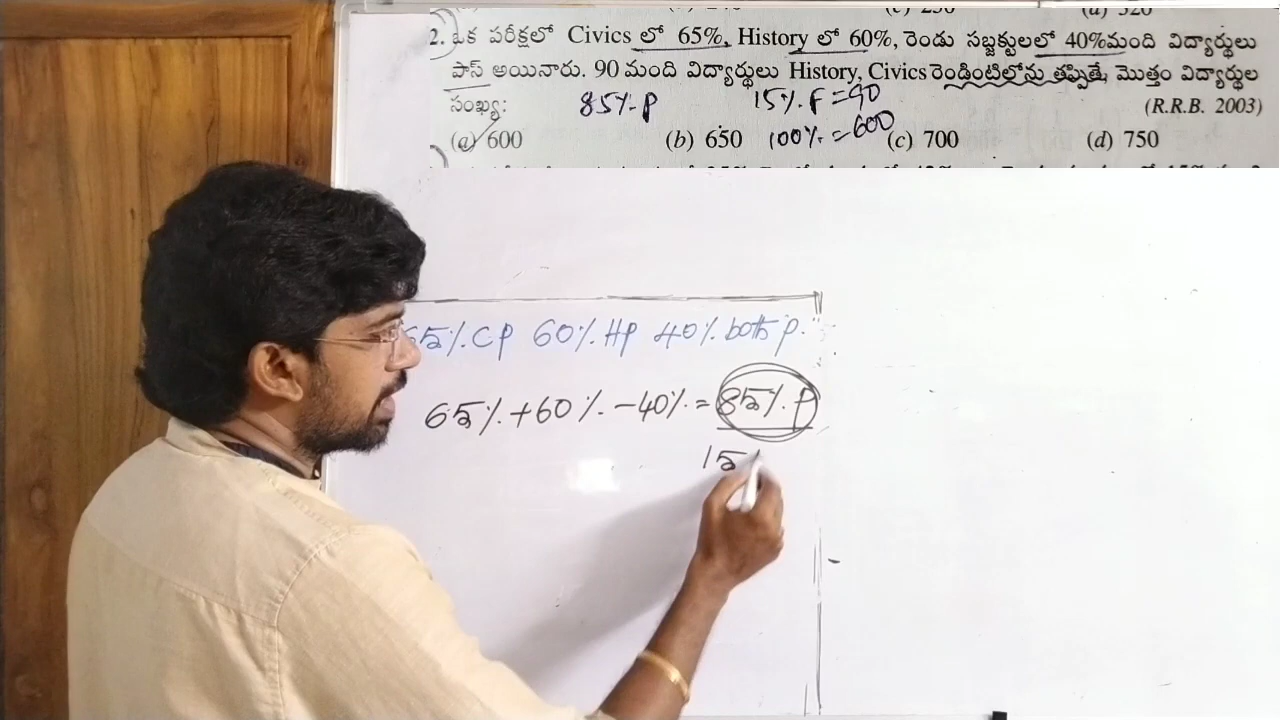 2. ఒక పరీక్షలో Civics లో 65%, History లో 60%, రెండు సబ్జక్టులలో 40%మంది విద్యార్థులు
పాస్ అయినారు. 90 మంది విద్యార్థులు History, Civics రెండింటిల్లోను తప్పితే, మొత్తం విద్యార్థుల
సంఖ్య: 85%.P 15%.F=90 (R.R.B. 2003)
(a) 600 (b) 650 100%=600 (c) 700 (d) 750
65%.CP 60%.HP 40%.both P.
65%+60%-40%=85%.P
15%